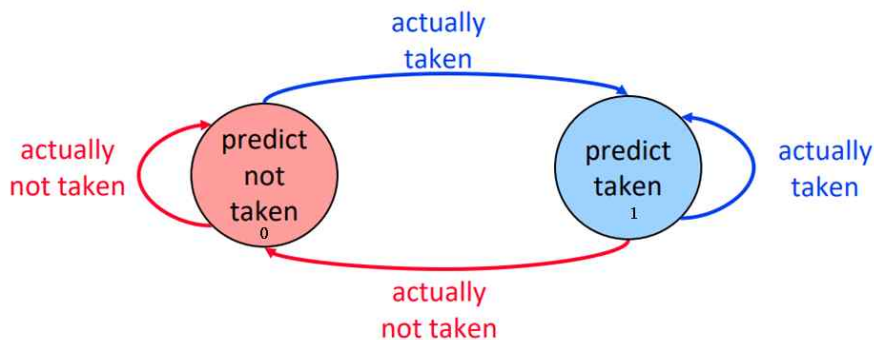 actually
taken
actually
not taken
predict
not
taken
0
predict
taken
1
actually
taken
actually
not taken